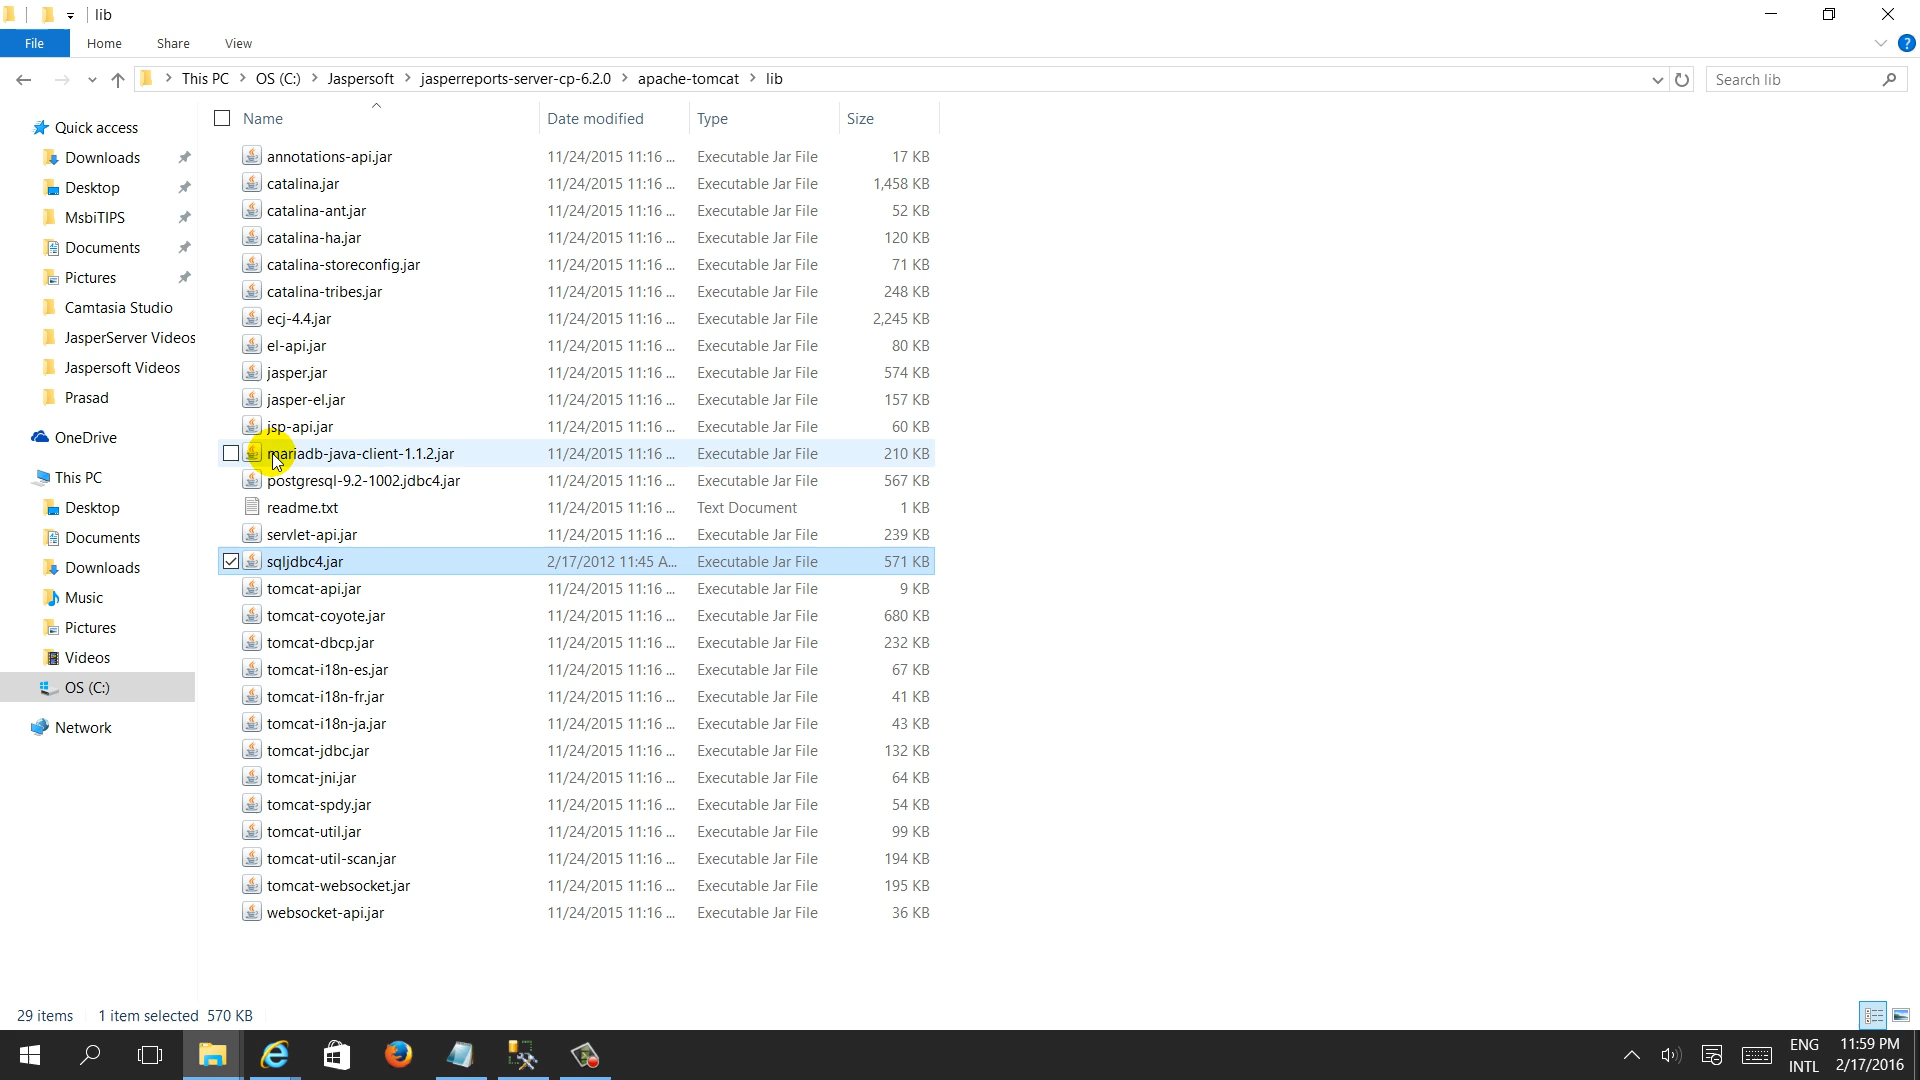 lib
File Home Share View
This PC OS (C:) Jaspersoft jasperreports-server-cp-6.2.0 apache-tomcat lib
Search lib
Quick access
Downloads
Desktop
MsbiTIPS
Documents
Pictures
Camtasia Studio
JasperServer Videos
Jaspersoft Videos
Prasad
OneDrive
This PC
Desktop
Documents
Downloads
Music
Pictures
Videos
OS (C:)
Network
Name Date modified Type Size
annotations-api.jar 11/24/2015 11:16 ... Executable Jar File 17 KB
catalina.jar 11/24/2015 11:16 ... Executable Jar File 1,458 KB
catalina-ant.jar 11/24/2015 11:16 ... Executable Jar File 52 KB
catalina-ha.jar 11/24/2015 11:16 ... Executable Jar File 120 KB
catalina-storeconfig.jar 11/24/2015 11:16 ... Executable Jar File 71 KB
catalina-tribes.jar 11/24/2015 11:16 ... Executable Jar File 248 KB
ecj-4.4.jar 11/24/2015 11:16 ... Executable Jar File 2,245 KB
el-api.jar 11/24/2015 11:16 ... Executable Jar File 80 KB
jasper.jar 11/24/2015 11:16 ... Executable Jar File 574 KB
jasper-el.jar 11/24/2015 11:16 ... Executable Jar File 157 KB
jsp-api.jar 11/24/2015 11:16 ... Executable Jar File 60 KB
mariadb-java-client-1.1.2.jar 11/24/2015 11:16 ... Executable Jar File 210 KB
postgresql-9.2-1002.jdbc4.jar 11/24/2015 11:16 ... Executable Jar File 567 KB
readme.txt 11/24/2015 11:16 ... Text Document 1 KB
servlet-api.jar 11/24/2015 11:16 ... Executable Jar File 239 KB
sqljdbc4.jar 2/17/2012 11:45 A... Executable Jar File 571 KB
tomcat-api.jar 11/24/2015 11:16 ... Executable Jar File 9 KB
tomcat-coyote.jar 11/24/2015 11:16 ... Executable Jar File 680 KB
tomcat-dbcp.jar 11/24/2015 11:16 ... Executable Jar File 232 KB
tomcat-i18n-es.jar 11/24/2015 11:16 ... Executable Jar File 67 KB
tomcat-i18n-fr.jar 11/24/2015 11:16 ... Executable Jar File 41 KB
tomcat-i18n-ja.jar 11/24/2015 11:16 ... Executable Jar File 43 KB
tomcat-jdbc.jar 11/24/2015 11:16 ... Executable Jar File 132 KB
tomcat-jni.jar 11/24/2015 11:16 ... Executable Jar File 64 KB
tomcat-spdy.jar 11/24/2015 11:16 ... Executable Jar File 54 KB
tomcat-util.jar 11/24/2015 11:16 ... Executable Jar File 99 KB
tomcat-util-scan.jar 11/24/2015 11:16 ... Executable Jar File 194 KB
tomcat-websocket.jar 11/24/2015 11:16 ... Executable Jar File 195 KB
websocket-api.jar 11/24/2015 11:16 ... Executable Jar File 36 KB
29 items 1 item selected 570 KB
ENG 11:59 PM
INTL 2/17/2016